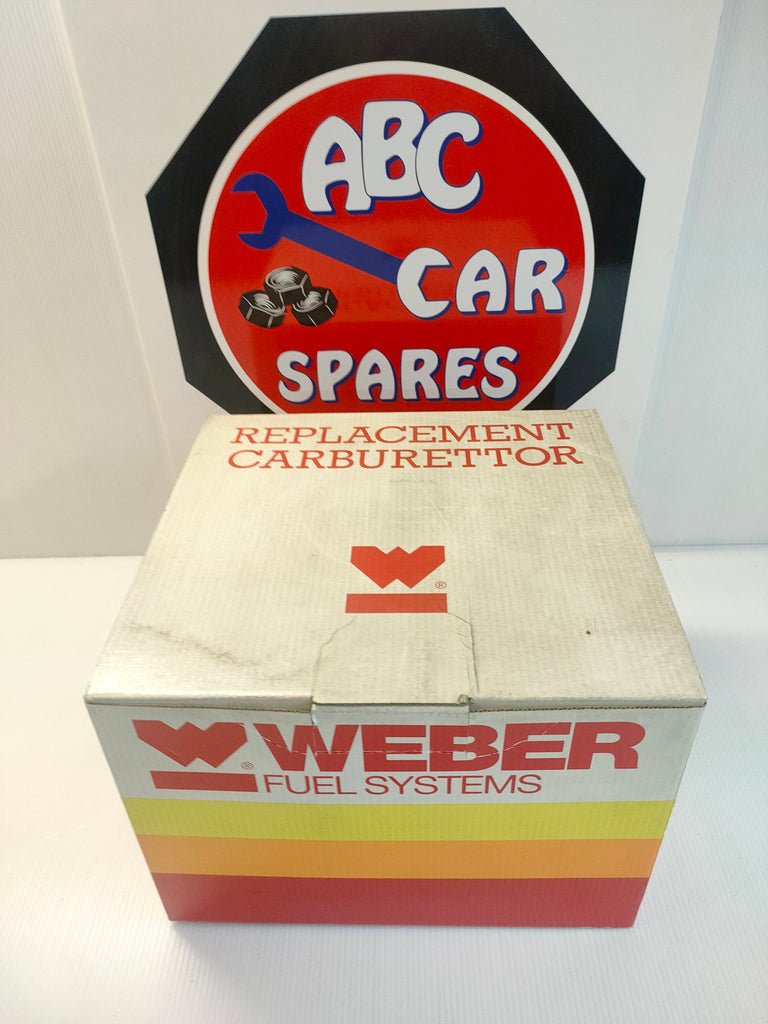 ABC
CAR
SPARES
REPLACEMENT
CARBURETTOR
W
®
W® WEBER
FUEL SYSTEMS